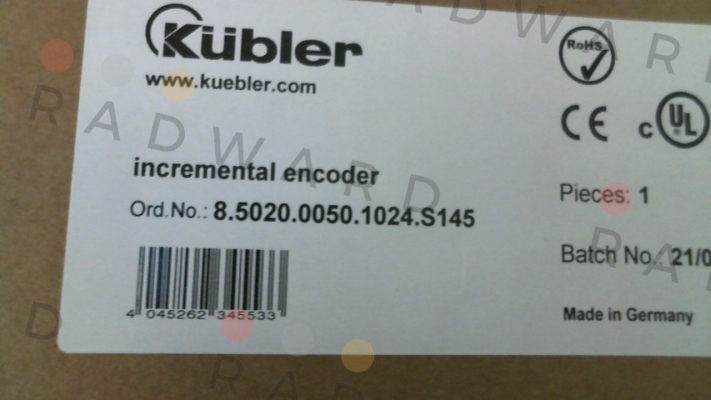 Kübler
www.kuebler.com
RoHS
CE
c UL
incremental encoder
Ord.No.: 8.5020.0050.1024.S145
Pieces: 1
Batch No.: 21/0
Made in Germany
4 045262 345533
RADWARD
RADWARD